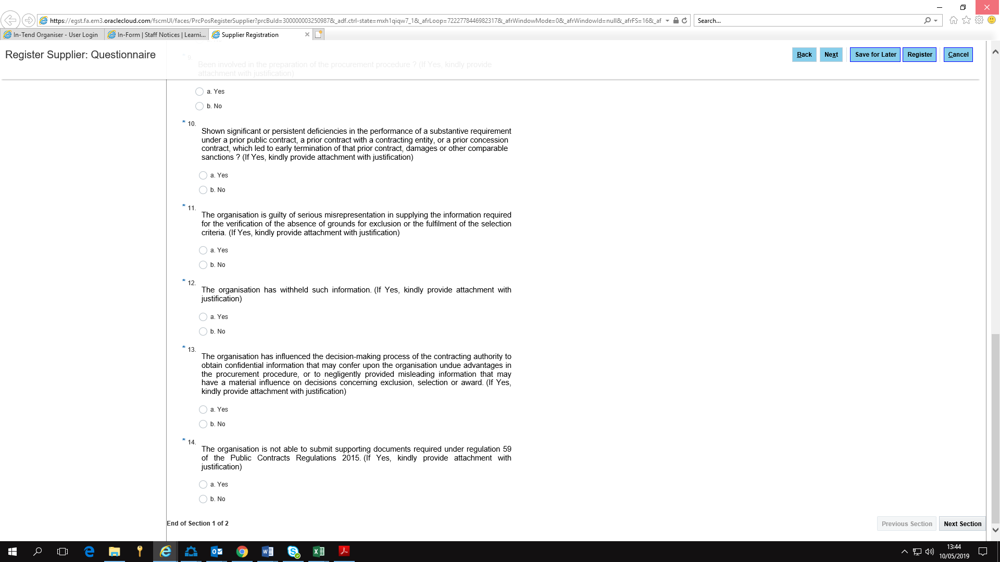 https://egst.fa.em3.oraclecloud.com/fscmUI/faces/PrcPosRegisterSupplier?prcBuId=300000003250987&_adf.ctrl-state=mxh1qiqw7_1&_afrLoop=7222778446982317&_afrWindowMode=0&_afrWindowId=null&_afrFS=16&_af
Search...
In-Tend Organiser - User Login
In-Form | Staff Notices | Learni...
Supplier Registration
Register Supplier: Questionnaire
Back
Next
Save for Later
Register
Cancel
* 9.
Been involved in the preparation of the procurement procedure ? (If Yes, kindly provide
attachment with justification)
a. Yes
b. No
* 10.
Shown significant or persistent deficiencies in the performance of a substantive requirement
under a prior public contract, a prior contract with a contracting entity, or a prior concession
contract, which led to early termination of that prior contract, damages or other comparable
sanctions ? (If Yes, kindly provide attachment with justification)
a. Yes
b. No
* 11.
The organisation is guilty of serious misrepresentation in supplying the information required
for the verification of the absence of grounds for exclusion or the fulfilment of the selection
criteria. (If Yes, kindly provide attachment with justification)
a. Yes
b. No
* 12.
The organisation has withheld such information. (If Yes, kindly provide attachment with
justification)
a. Yes
b. No
* 13.
The organisation has influenced the decision-making process of the contracting authority to
obtain confidential information that may confer upon the organisation undue advantages in
the procurement procedure, or to negligently provided misleading information that may
have a material influence on decisions concerning exclusion, selection or award. (If Yes,
kindly provide attachment with justification)
a. Yes
b. No
* 14.
The organisation is not able to submit supporting documents required under regulation 59
of the Public Contracts Regulations 2015. (If Yes, kindly provide attachment with
justification)
a. Yes
b. No
End of Section 1 of 2
Previous Section
Next Section
13:44
10/05/2019